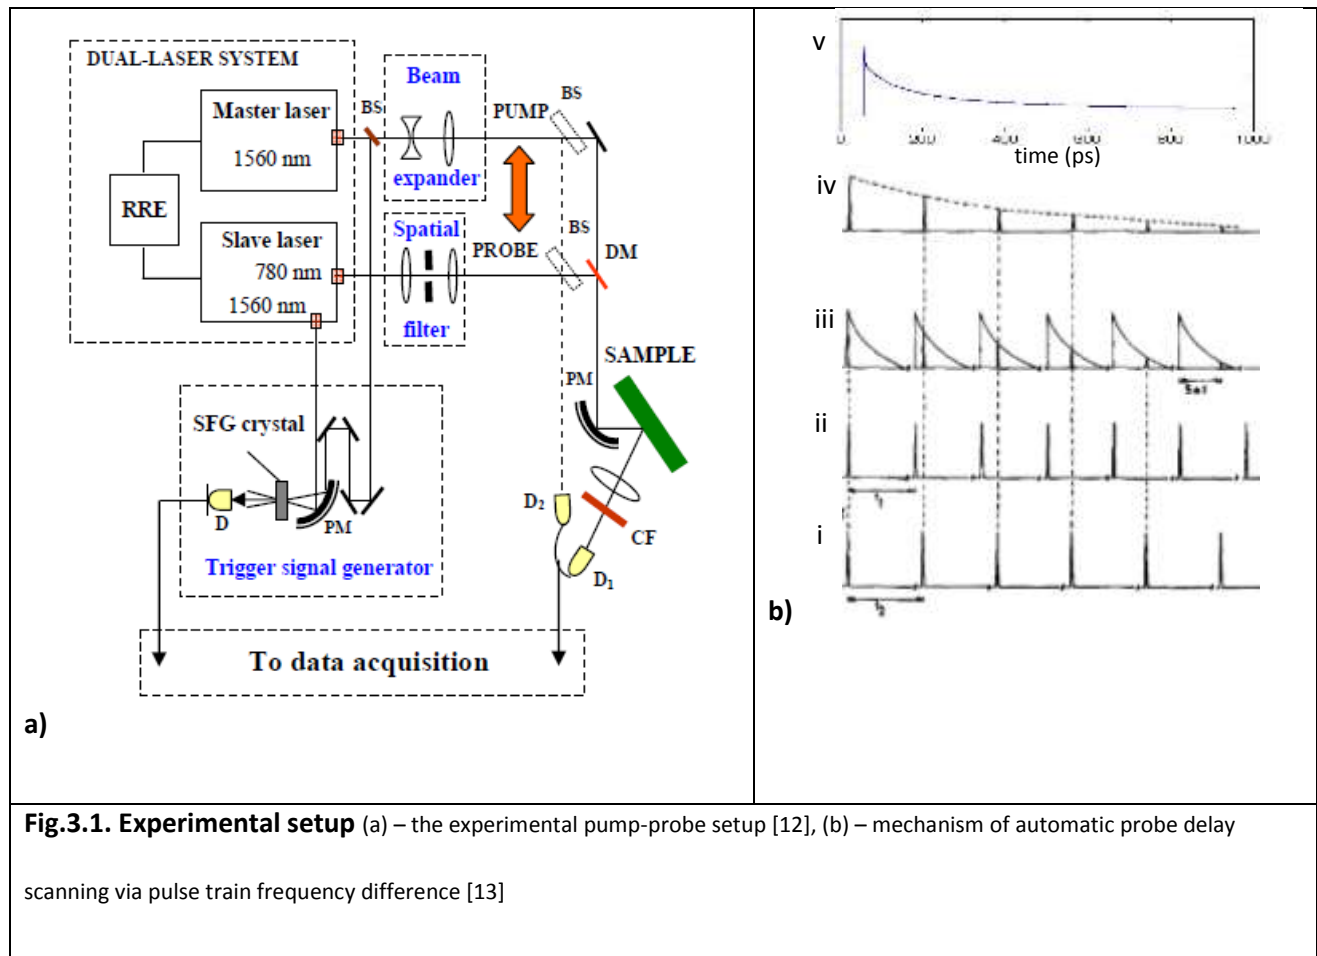 DUAL-LASER SYSTEM
Master laser
1560 nm
RRE
Slave laser
780 nm
1560 nm
BS
Beam
expander
PUMP
BS
Spatial
filter
PROBE
BS
DM
SAMPLE
PM
SFG crystal
D
PM
Trigger signal generator
D2
CF
D1
To data acquisition
a)
v
0 200 400 600 800 1000
time (ps)
iv
iii
ii
t1
i
t2
b)
Fig.3.1. Experimental setup (a) – the experimental pump-probe setup [12], (b) – mechanism of automatic probe delay
scanning via pulse train frequency difference [13]